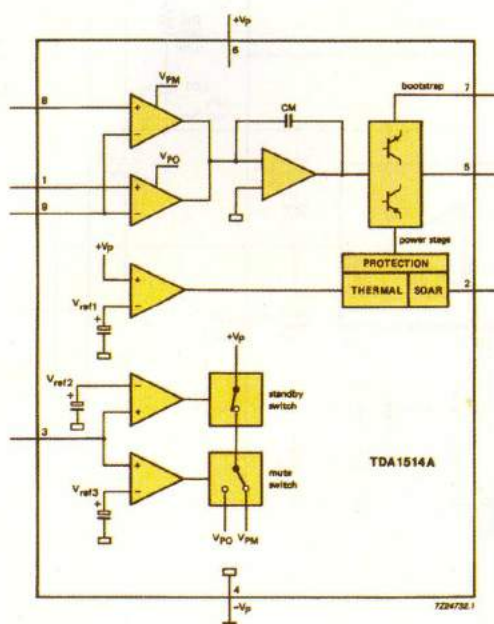 +Vp
6
8
VPM
+
−
CM
bootstrap
7
1
VPO
+
9
−
5
power stage
+Vp
+
−
PROTECTION
THERMAL
SOAR
2
Vref1
+
+Vp
Vref2
+
−
+
standby
switch
3
TDA1514A
+
−
mute
switch
Vref3
+
VPO
VPM
4
−Vp
7Z24732.1